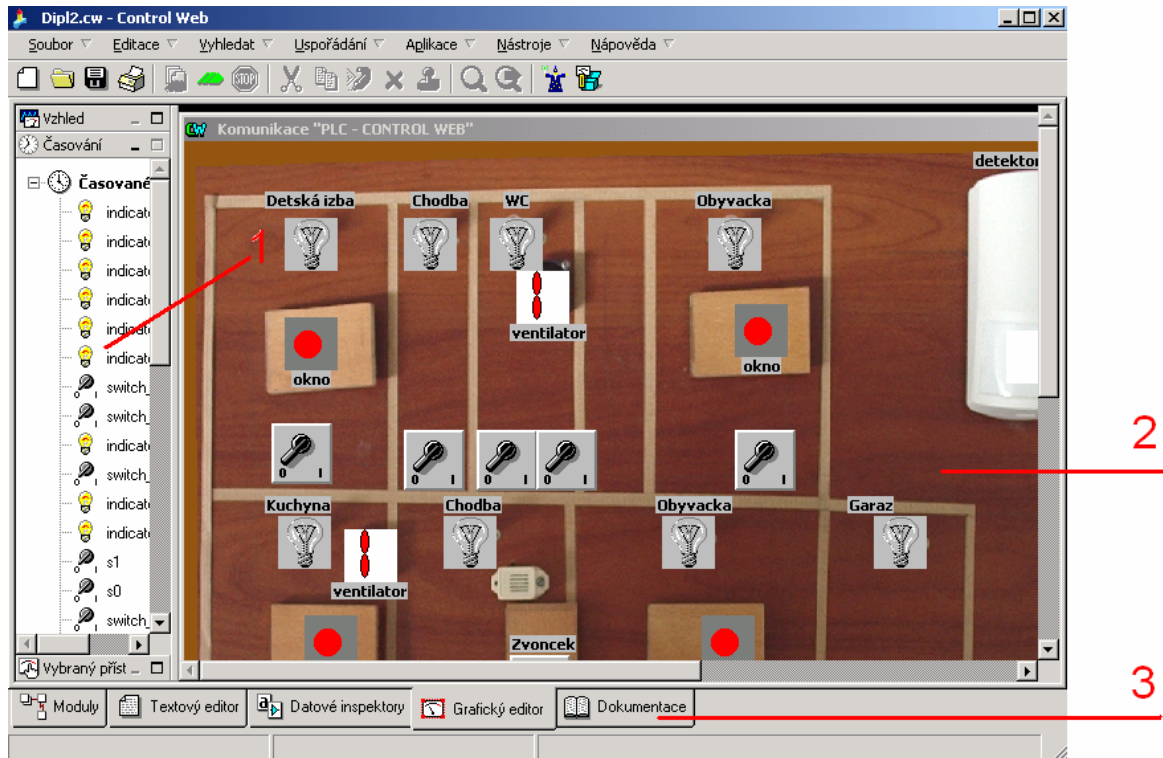 Dipl2.cw - Control Web
Soubor Editace Vyhledat Uspořádání Aplikace Nástroje Nápověda
STOP
Vzhled
Časování
Časované
indicat
indicat
indicat
indicat
indicat
indicat
switch_
switch_
indicat
switch_
indicat
indicat
s1
s0
switch_
Vybraný příst
CW Komunikace "PLC - CONTROL WEB"
detektor
Detská izba Chodba WC Obyvacka
1
ventilator
okno okno
0 I 0 I 0 I 0 I 0 I
2
Kuchyna Chodba Obyvacka Garaz
ventilator
Zvoncek
3
Moduly Textový editor Datové inspektory Grafický editor Dokumentace